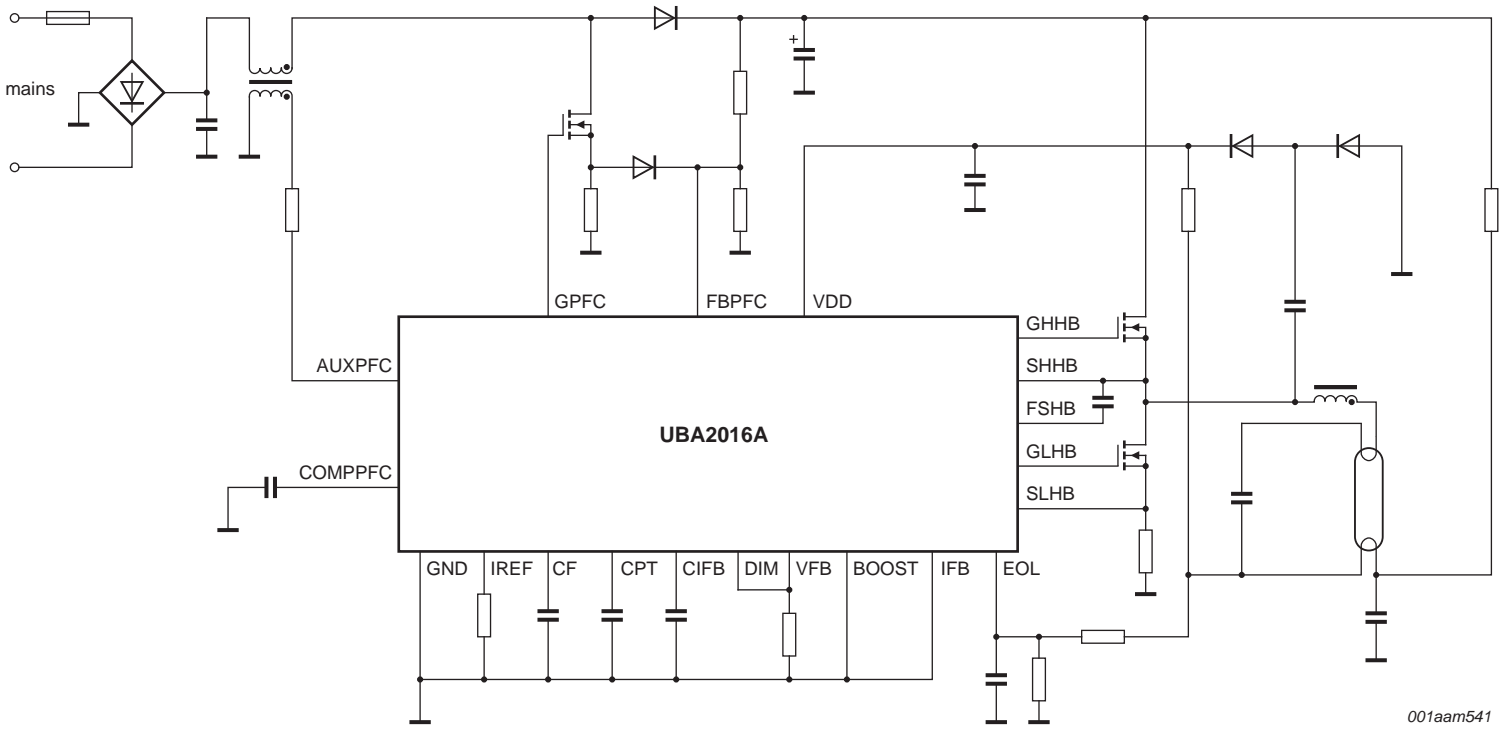 mains
+
GPFC
FBPFC
VDD
GHHB
AUXPFC
SHHB
FSHB
UBA2016A
GLHB
COMPPFC
SLHB
GND
IREF
CF
CPT
CIFB
DIM
VFB
BOOST
IFB
EOL
001aam541